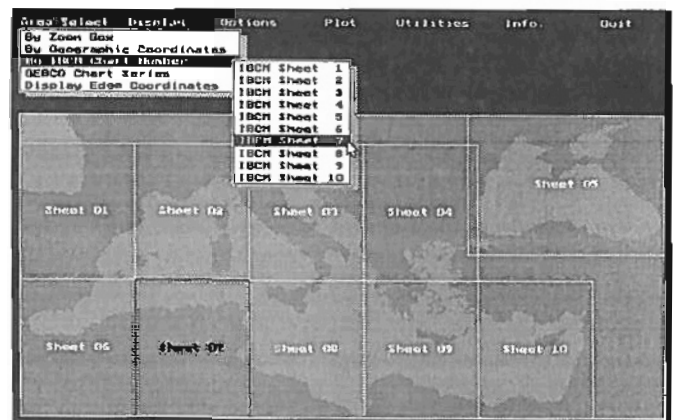 Area Select Display Options Plot Utilities Info. Quit
By Zoom Box
By Geographic Coordinates
By IBCM Chart Number
GEBCO Chart Series
Display Edge Coordinates
IBCM Sheet 1
IBCM Sheet 2
IBCM Sheet 3
IBCM Sheet 4
IBCM Sheet 5
IBCM Sheet 6
IBCM Sheet 7
IBCM Sheet 8
IBCM Sheet 9
IBCM Sheet 10
Sheet 01 Sheet 02 Sheet 03 Sheet 04 Sheet 05
Sheet 06 Sheet 07 Sheet 08 Sheet 09 Sheet 10